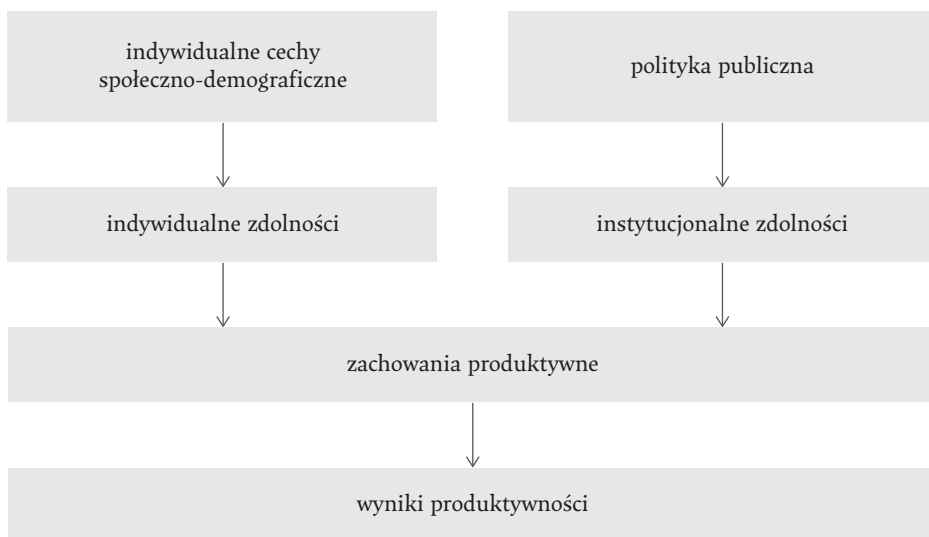 indywidualne cechy
społeczno-demograficzne
polityka publiczna
indywidualne zdolności
instytucjonalne zdolności
zachowania produktywne
wyniki produktywności